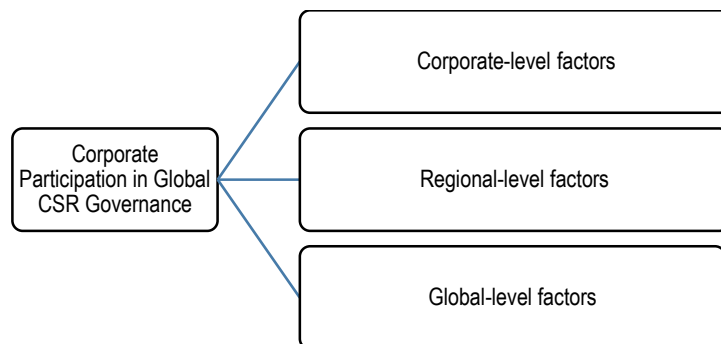 Corporate-level factors
Corporate
Participation in Global
CSR Governance
Regional-level factors
Global-level factors